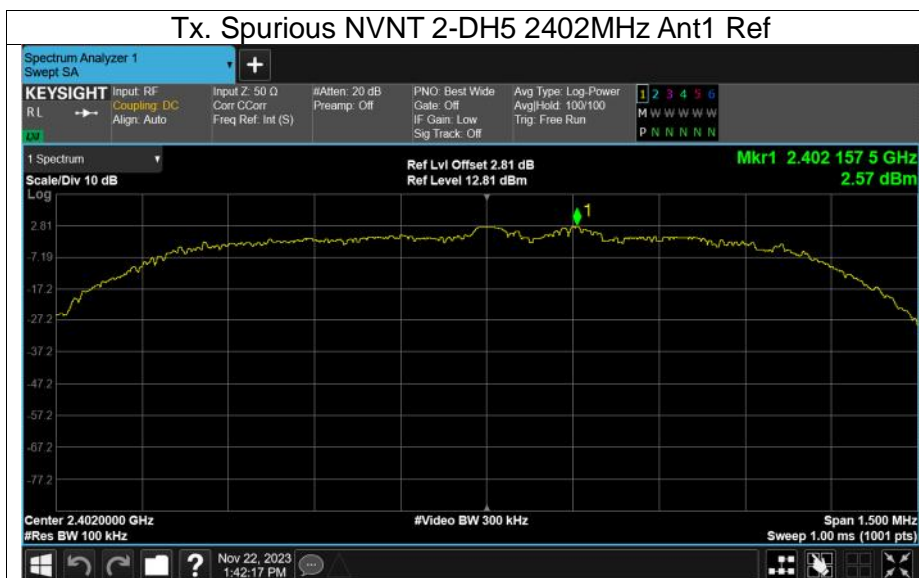 Tx. Spurious NVNT 2-DH5 2402MHz Ant1 Ref
Spectrum Analyzer 1
Swept SA
+
KEYSIGHT
R L
Input: RF
Coupling: DC
Align: Auto
Input Z: 50 Ω
Corr CCorr
Freq Ref: Int (S)
#Atten: 20 dB
Preamp: Off
PNO: Best Wide
Gate: Off
IF Gain: Low
Sig Track: Off
Avg Type: Log-Power
Avg|Hold: 100/100
Trig: Free Run
1 2 3 4 5 6
M W W W W W
P N N N N N
1 Spectrum
Scale/Div 10 dB
Log
Ref Lvl Offset 2.81 dB
Ref Level 12.81 dBm
Mkr1 2.402 157 5 GHz
2.57 dBm
1
2.81
-7.19
-17.2
-27.2
-37.2
-47.2
-57.2
-67.2
-77.2
Center 2.4020000 GHz
#Res BW 100 kHz
#Video BW 300 kHz
Span 1.500 MHz
Sweep 1.00 ms (1001 pts)
?
Nov 22, 2023
1:42:17 PM